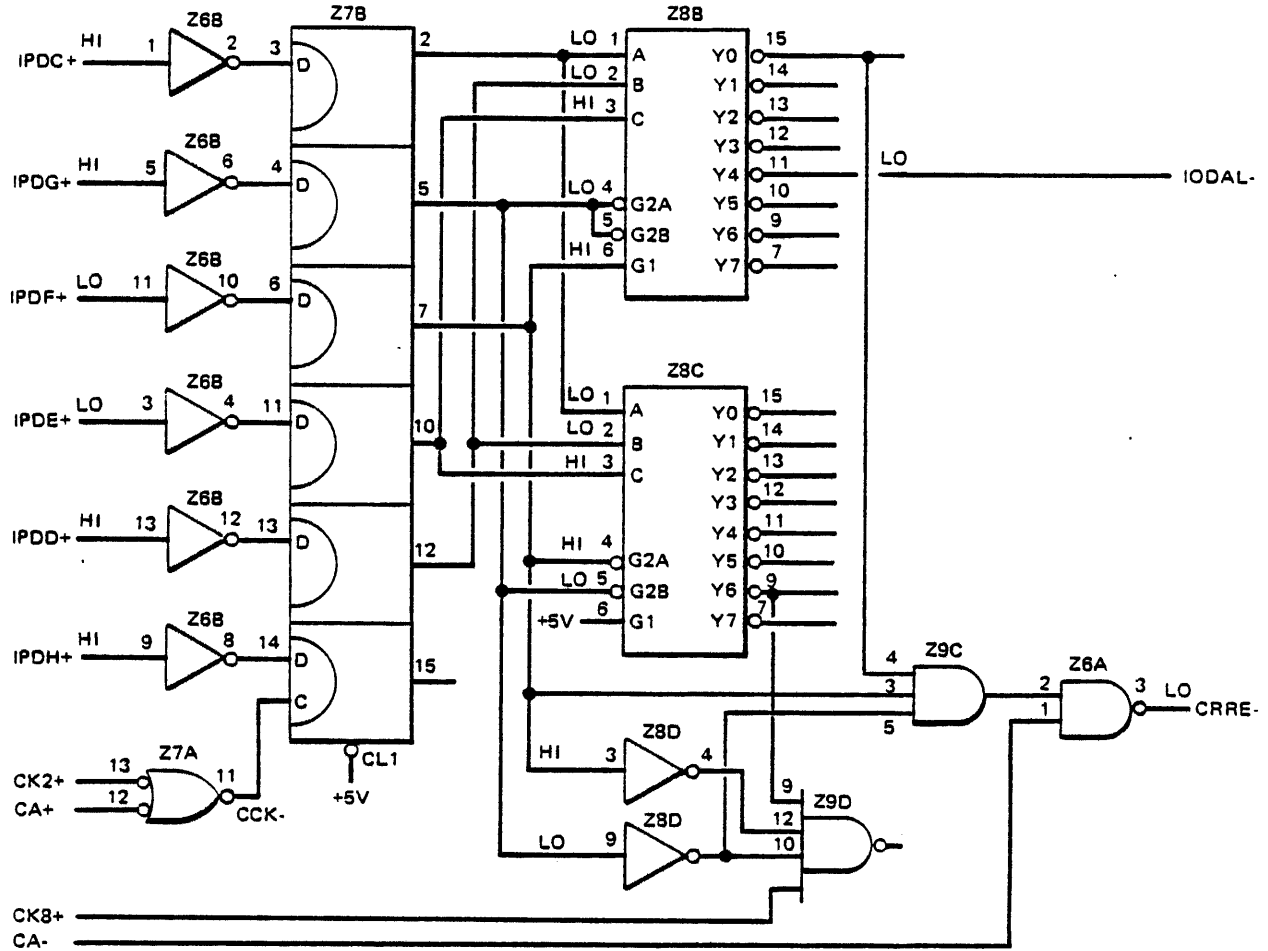 Z6B
Z7B
Z8B
IPDC+ HI 1 2 3 D 2 LO 1 A Y0 15
LO 2 B Y1 14
HI 3 C Y2 13
Y3 12
Z6B
IPDG+ HI 5 6 4 D 5 LO 4 G2A Y4 11 LO IODAL-
Y5 10
5 G2B Y6 9
HI 6 G1 Y7 7
Z6B
IPDF+ LO 11 10 6 D 7
Z8C
Z6B
IPDE+ LO 3 4 11 D 10 LO 1 A Y0 15
LO 2 B Y1 14
HI 3 C Y2 13
Y3 12
Z6B
IPDD+ HI 13 12 13 D 12 Y4 11
HI 4 G2A Y5 10
LO 5 G2B Y6 9
+5V 6 G1 Y7 7
Z6B
IPDH+ HI 9 8 14 D 15
C
Z9C
4
3
5
Z6A
2
1
3 LO CRRE-
Z7A
CK2+ 13
CA+ 12
11
CCK-
CL1
+5V
Z8D
HI 3 4
Z8D
LO 9
Z9D
9
12
10
CK8+
CA-